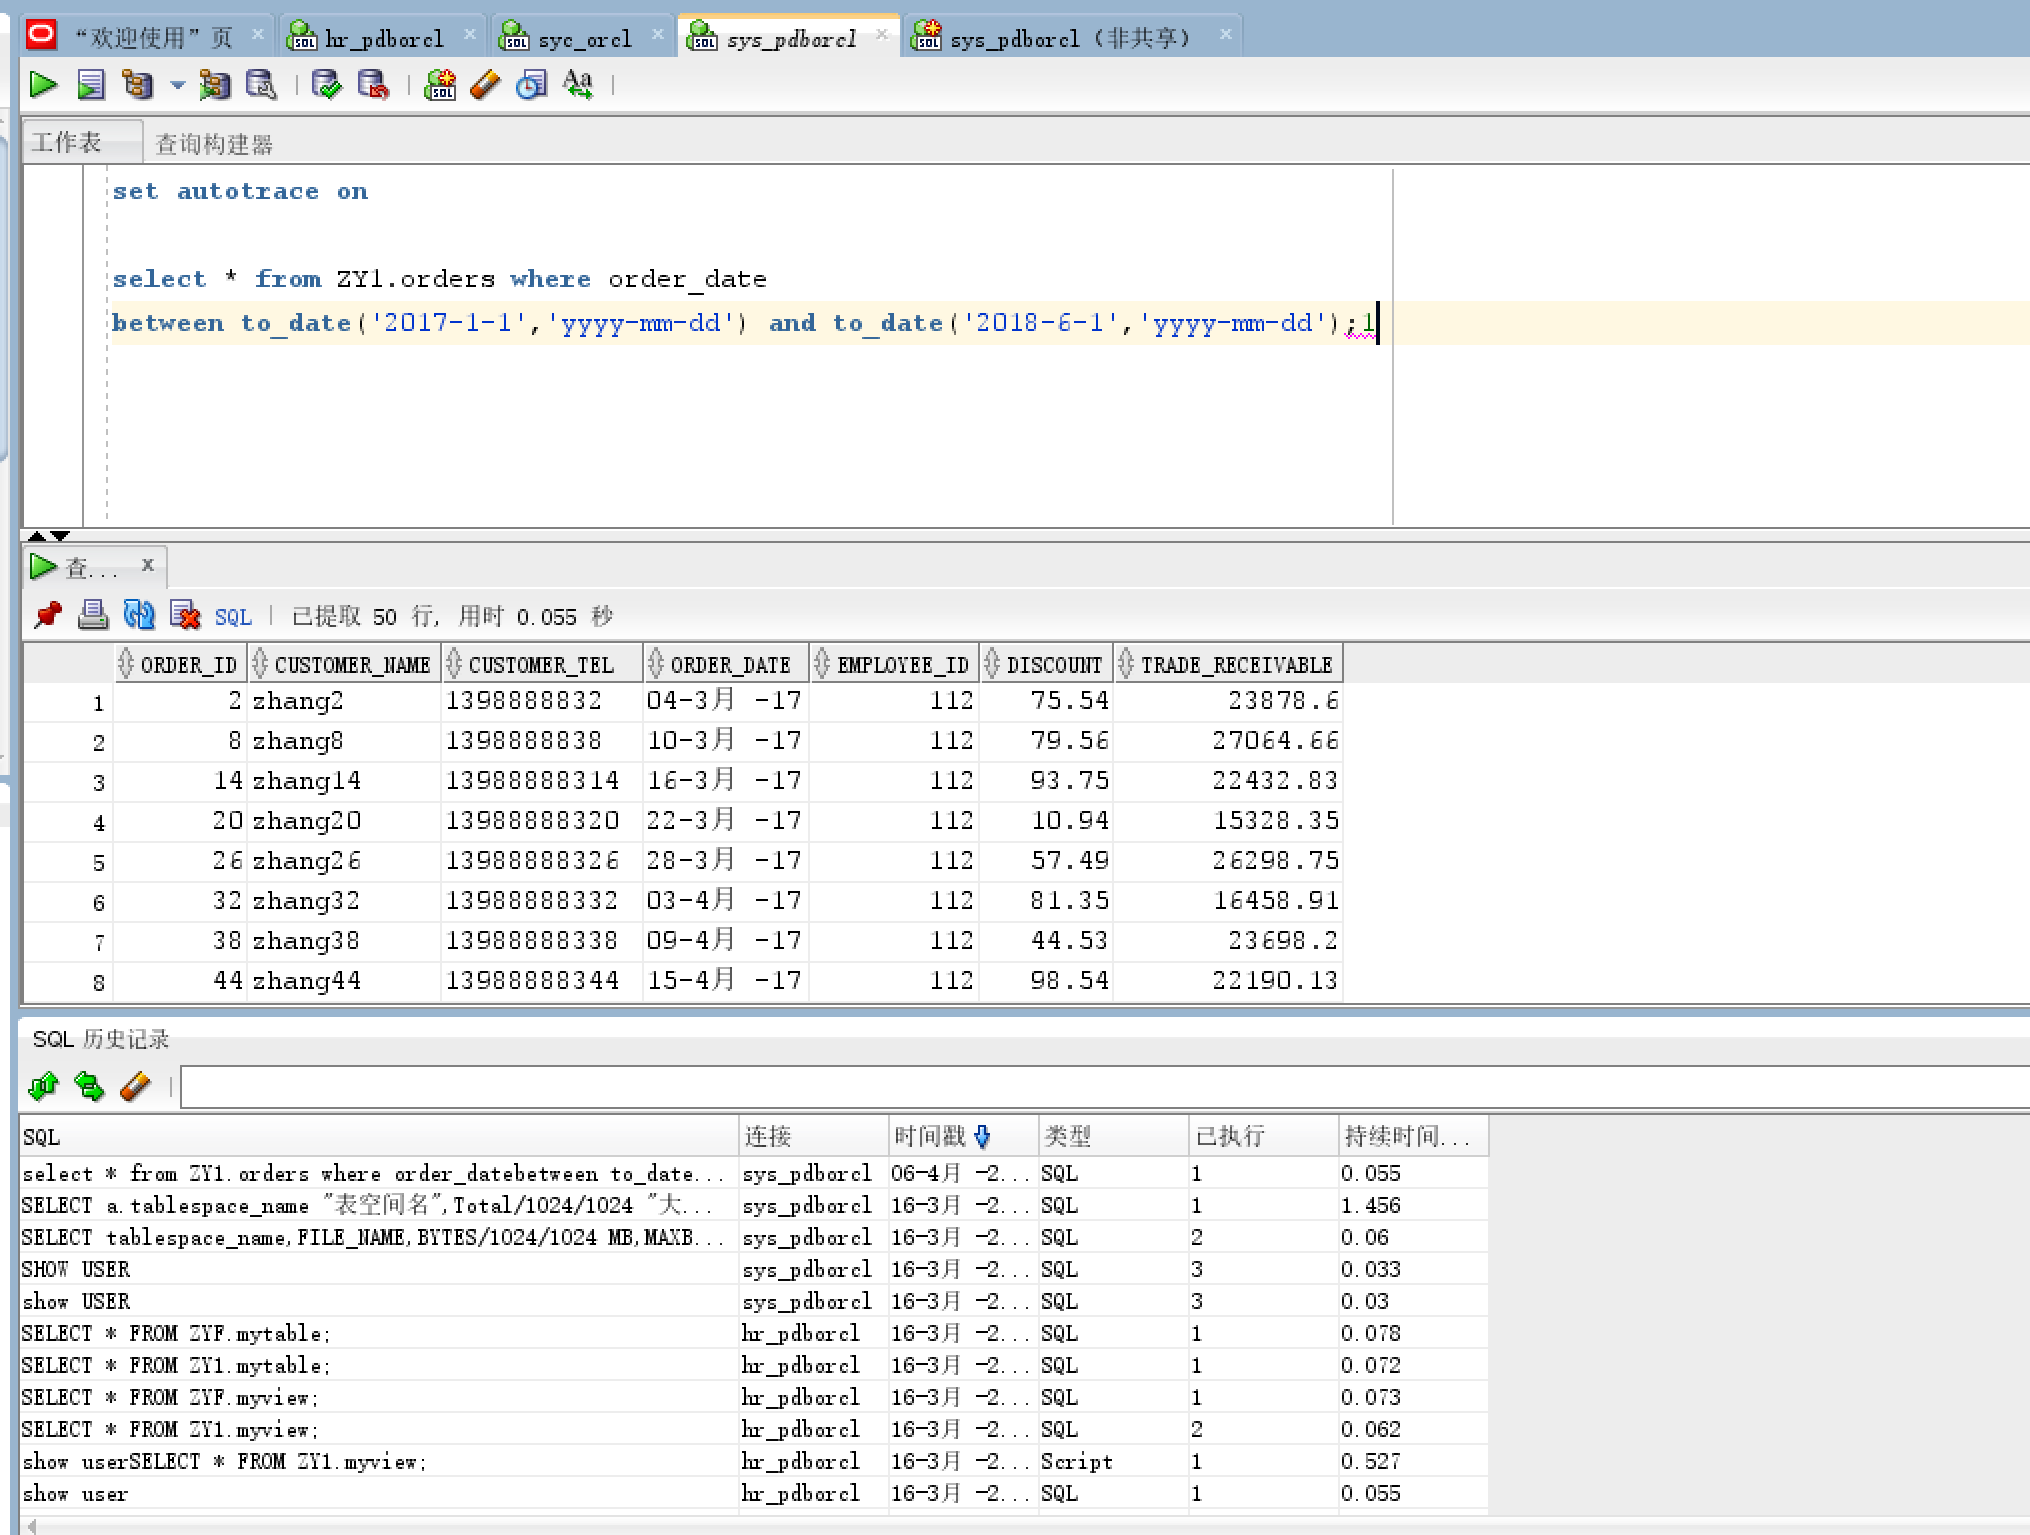 “欢迎使用”页 hr_pdborcl syc_orcl sys_pdborcl sys_pdborcl（非共享）
工作表 查询构建器
set autotrace on
select * from ZY1.orders where order_date
between to_date('2017-1-1','yyyy-mm-dd') and to_date('2018-6-1','yyyy-mm-dd');1
查...
SQL 已提取 50 行, 用时 0.055 秒
ORDER_ID CUSTOMER_NAME CUSTOMER_TEL ORDER_DATE EMPLOYEE_ID DISCOUNT TRADE_RECEIVABLE
1 2 zhang2 1398888832 04-3月 -17 112 75.54 23878.6
2 8 zhang8 1398888838 10-3月 -17 112 79.56 27064.66
3 14 zhang14 13988888314 16-3月 -17 112 93.75 22432.83
4 20 zhang20 13988888320 22-3月 -17 112 10.94 15328.35
5 26 zhang26 13988888326 28-3月 -17 112 57.49 26298.75
6 32 zhang32 13988888332 03-4月 -17 112 81.35 16458.91
7 38 zhang38 13988888338 09-4月 -17 112 44.53 23698.2
8 44 zhang44 13988888344 15-4月 -17 112 98.54 22190.13
SQL 历史记录
SQL 连接 时间戳 类型 已执行 持续时间...
select * from ZY1.orders where order_datebetween to_date... sys_pdborcl 06-4月 -2... SQL 1 0.055
SELECT a.tablespace_name "表空间名",Total/1024/1024 "大... sys_pdborcl 16-3月 -2... SQL 1 1.456
SELECT tablespace_name,FILE_NAME,BYTES/1024/1024 MB,MAXB... sys_pdborcl 16-3月 -2... SQL 2 0.06
SHOW USER sys_pdborcl 16-3月 -2... SQL 3 0.033
show USER sys_pdborcl 16-3月 -2... SQL 3 0.03
SELECT * FROM ZYF.mytable; hr_pdborcl 16-3月 -2... SQL 1 0.078
SELECT * FROM ZY1.mytable; hr_pdborcl 16-3月 -2... SQL 1 0.072
SELECT * FROM ZYF.myview; hr_pdborcl 16-3月 -2... SQL 1 0.073
SELECT * FROM ZY1.myview; hr_pdborcl 16-3月 -2... SQL 2 0.062
show userSELECT * FROM ZY1.myview; hr_pdborcl 16-3月 -2... Script 1 0.527
show user hr_pdborcl 16-3月 -2... SQL 1 0.055